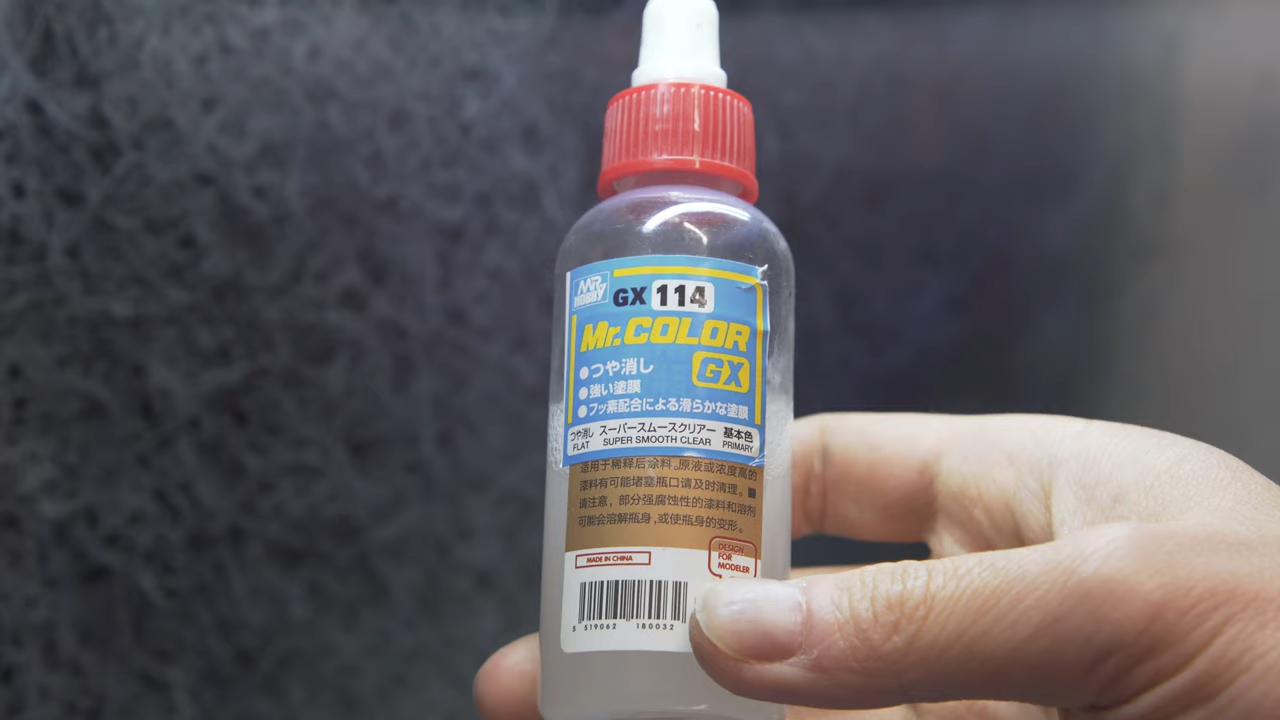 MR HOBBY
GX 114
Mr.COLOR
GX
●つや消し
●強い塗膜
●フッ素配合による滑らかな塗膜
つや消し スーパースムースクリアー 基本色
FLAT SUPER SMOOTH CLEAR PRIMARY
适用于稀释后涂料。原液或浓度高的
漆料有可能堵塞瓶口请及时清理。■
请注意，部分强腐蚀性的漆料和溶剂
可能会溶解瓶身,或使瓶身的变形。
MADE IN CHINA
DESIGN
FOR
MODELER
5 519062 180032